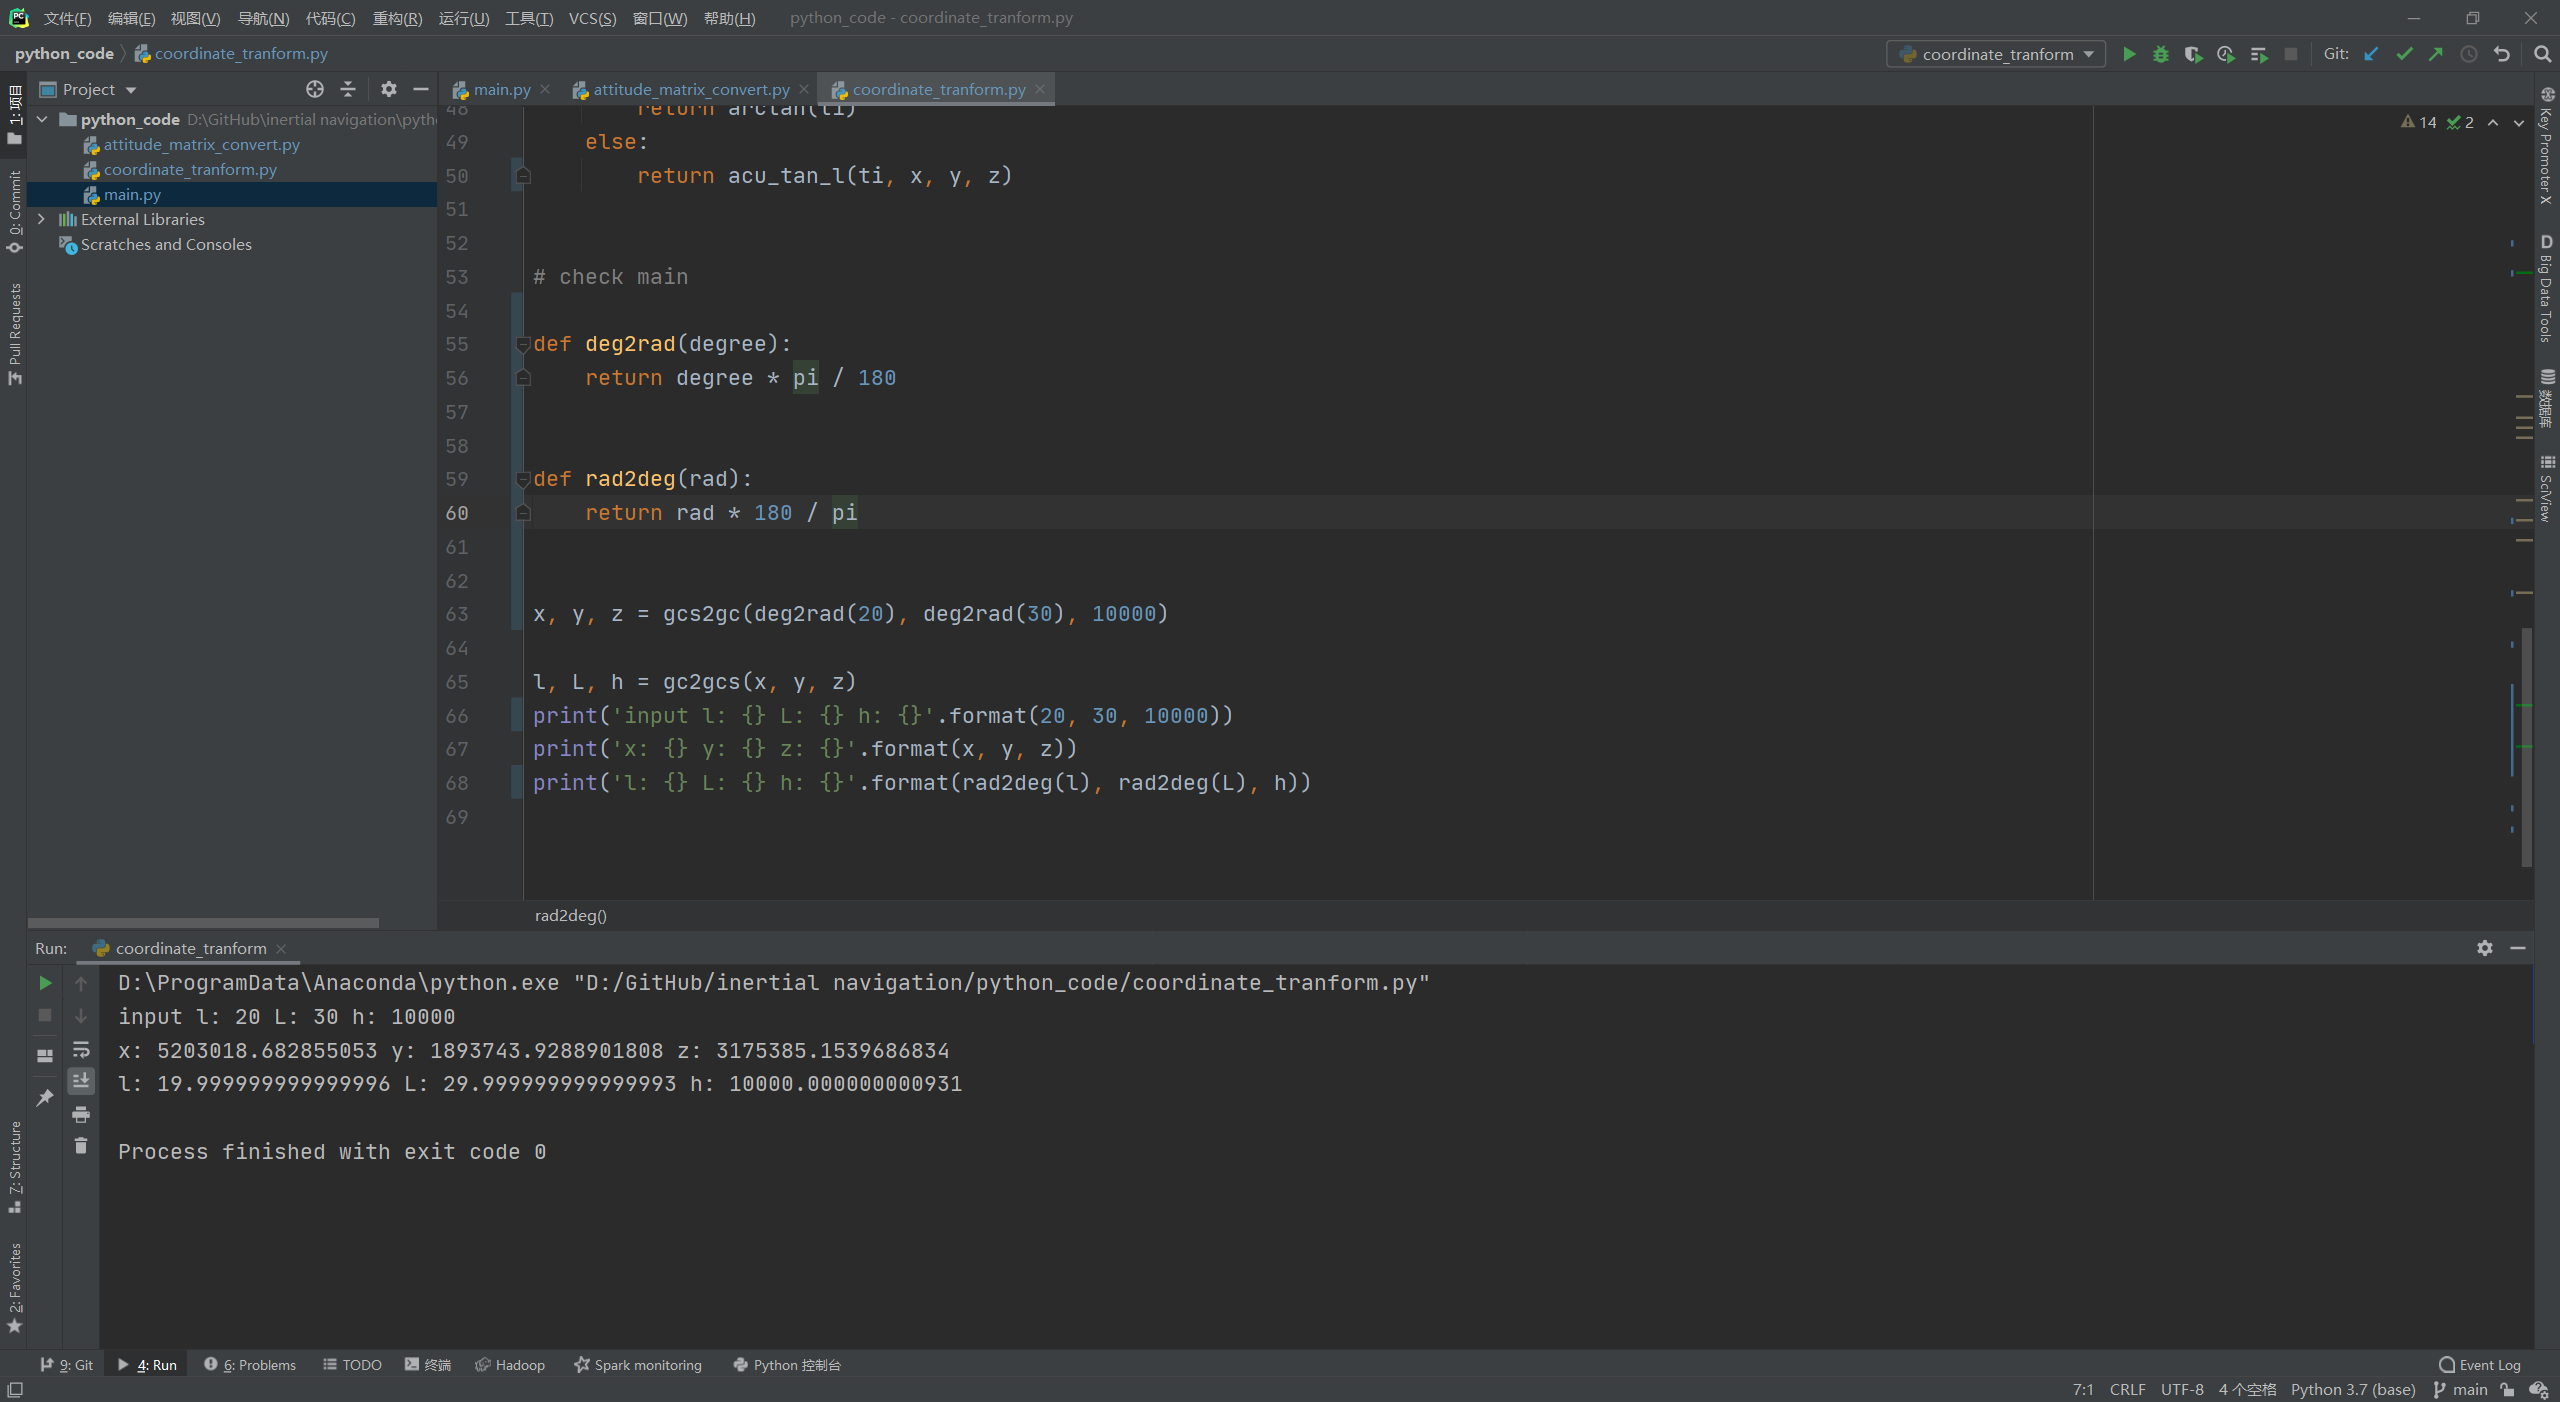 文件(F) 编辑(E) 视图(V) 导航(N) 代码(C) 重构(R) 运行(U) 工具(T) VCS(S) 窗口(W) 帮助(H) python_code - coordinate_tranform.py
python_code coordinate_tranform.py
coordinate_tranform Git:
Project
main.py attitude_matrix_convert.py coordinate_tranform.py
python_code D:\GitHub\inertial navigation\pyth
attitude_matrix_convert.py
coordinate_tranform.py
main.py
External Libraries
Scratches and Consoles
1: 项目
0: Commit
Pull Requests
7: Structure
2: Favorites
48 return arctan(ti)
49 else:
50 return acu_tan_l(ti, x, y, z)
51
52
53 # check main
54
55 def deg2rad(degree):
56 return degree * pi / 180
57
58
59 def rad2deg(rad):
60 return rad * 180 / pi
61
62
63 x, y, z = gcs2gc(deg2rad(20), deg2rad(30), 10000)
64
65 l, L, h = gc2gcs(x, y, z)
66 print('input l: {} L: {} h: {}'.format(20, 30, 10000))
67 print('x: {} y: {} z: {}'.format(x, y, z))
68 print('l: {} L: {} h: {}'.format(rad2deg(l), rad2deg(L), h))
69
14 2
Key Promoter X
D Big Data Tools
数据库
SciView
rad2deg()
Run: coordinate_tranform
D:\ProgramData\Anaconda\python.exe "D:/GitHub/inertial navigation/python_code/coordinate_tranform.py"
input l: 20 L: 30 h: 10000
x: 5203018.682855053 y: 1893743.9288901808 z: 3175385.1539686834
l: 19.999999999999996 L: 29.999999999999993 h: 10000.000000000931
Process finished with exit code 0
9: Git 4: Run 6: Problems TODO 终端 Hadoop Spark monitoring Python 控制台 Event Log
7:1 CRLF UTF-8 4 个空格 Python 3.7 (base) main